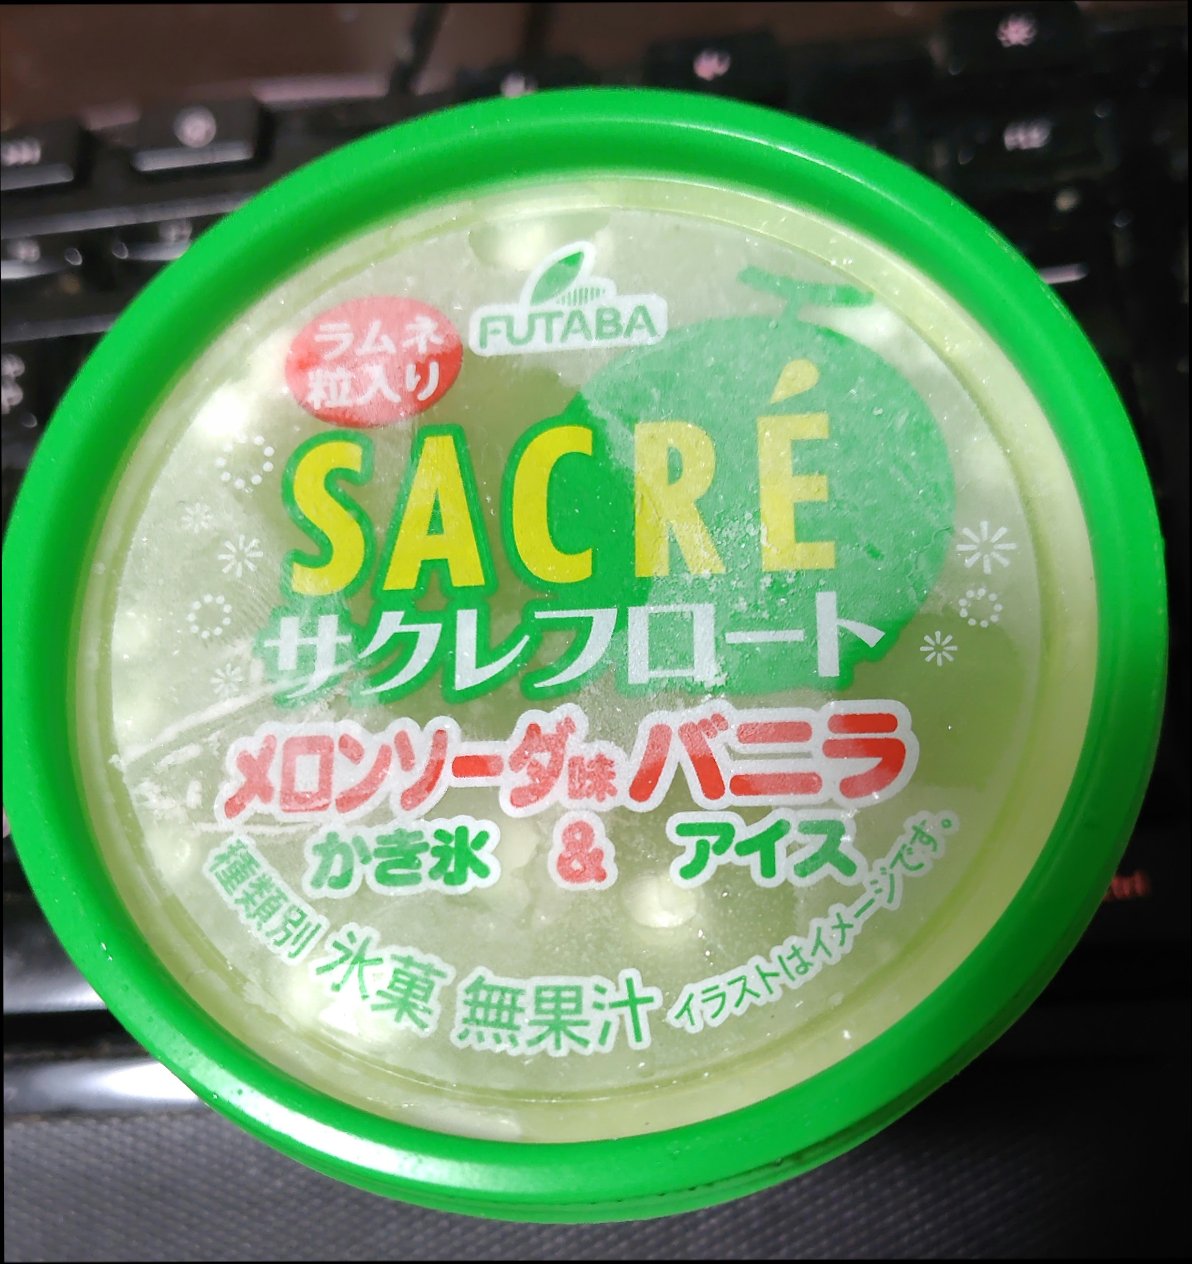 FUTABA
ラムネ
粒入り
SACRÉ
サクレフロート
メロンソーダ味バニラ
かき氷 & アイス
種類別 氷菓 無果汁 イラストはイメージです。